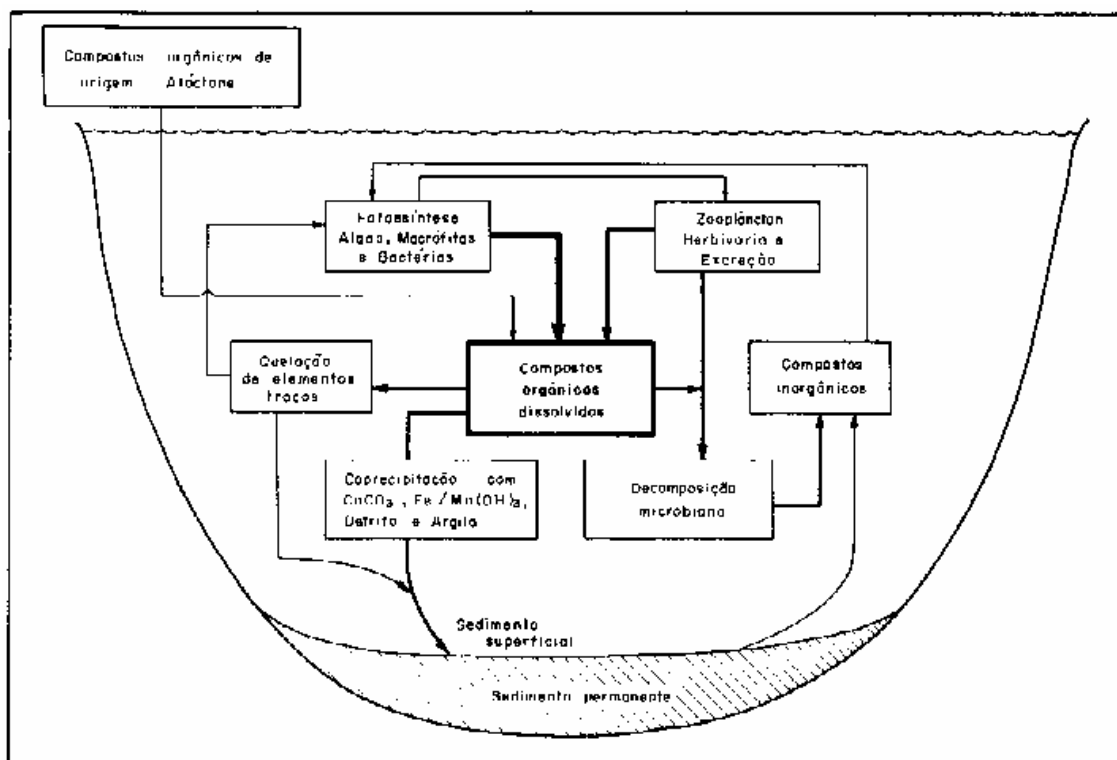 Compostos orgânicos de
origem Alóctone
Fotossíntese
Algas, Macrófitas
e Bactérias
Zooplâncton
Herbivoria e
Excreção
Quelação
de elementos
traços
Compostos
orgânicos
dissolvidos
Compostos
inorgânicos
Coprecipitação com
CaCO₃, Fe/Mn(OH)₃,
Detrito e Argila
Decomposição
microbiana
Sedimento
superficial
Sedimento permanente